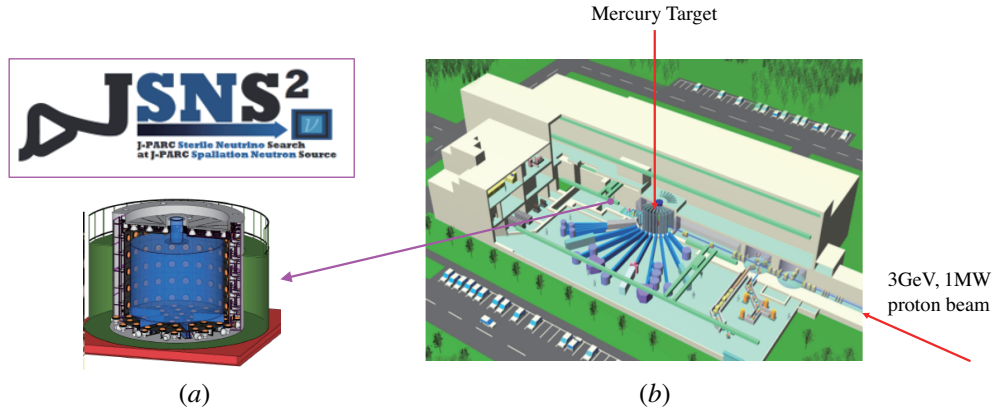 Mercury Target
JSNS2
J-PARC Sterile Neutrino Search
at J-PARC Spallation Neutron Source
ν
3GeV, 1MW
proton beam
(a)
(b)